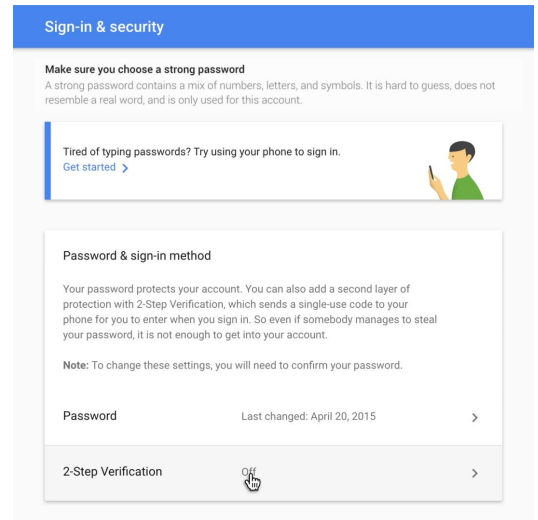 Sign-in & security
Make sure you choose a strong password
A strong password contains a mix of numbers, letters, and symbols. It is hard to guess, does not
resemble a real word, and is only used for this account.
Tired of typing passwords? Try using your phone to sign in.
Get started
Password & sign-in method
Your password protects your account. You can also add a second layer of
protection with 2-Step Verification, which sends a single-use code to your
phone for you to enter when you sign in. So even if somebody manages to steal
your password, it is not enough to get into your account.
Note: To change these settings, you will need to confirm your password.
Password Last changed: April 20, 2015
2-Step Verification Off